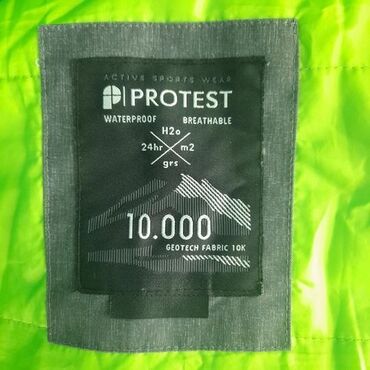 ACTIVE SPORTS WEAR
PROTEST
WATERPROOF BREATHABLE
H2o
24hr m2
grs
10.000
GEOTECH FABRIC 10K